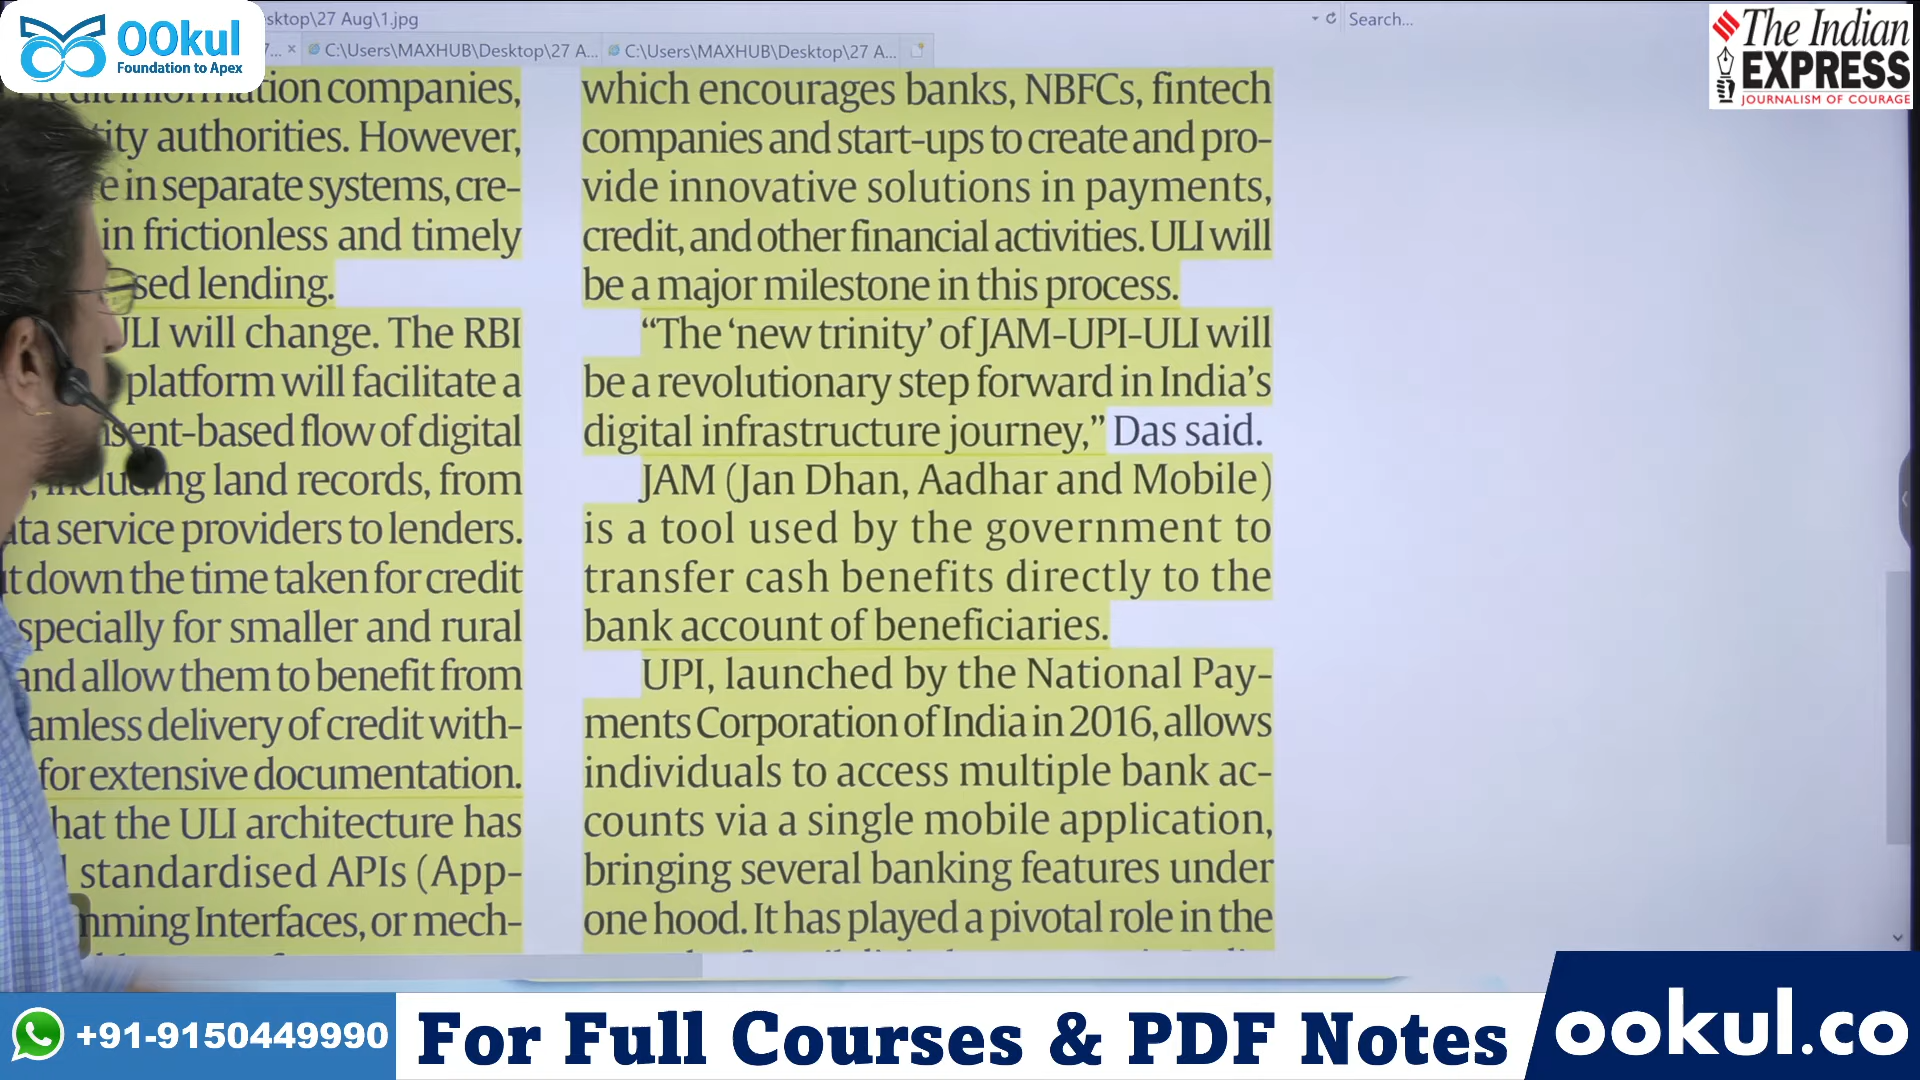 OOkul
Foundation to Apex
sktop\27 Aug\1.jpg
Search...
7...
C:\Users\MAXHUB\Desktop\27 A...
C:\Users\MAXHUB\Desktop\27 A...
The Indian
EXPRESS
JOURNALISM OF COURAGE
companies,
ity authorities. However,
e in separate systems, cre-
in frictionless and timely
sed lending.
ULI will change. The RBI
platform will facilitate a
sent-based flow of digital
including land records, from
ta service providers to lenders.
t down the time taken for credit
specially for smaller and rural
and allow them to benefit from
amless delivery of credit with-
for extensive documentation.
hat the ULI architecture has
standardised APIs (App-
mming Interfaces, or mech-
which encourages banks, NBFCs, fintech
companies and start-ups to create and pro-
vide innovative solutions in payments,
credit, and other financial activities. ULI will
be a major milestone in this process.
“The ‘new trinity’ of JAM-UPI-ULI will
be a revolutionary step forward in India’s
digital infrastructure journey,” Das said.
JAM (Jan Dhan, Aadhar and Mobile)
is a tool used by the government to
transfer cash benefits directly to the
bank account of beneficiaries.
UPI, launched by the National Pay-
ments Corporation of India in 2016, allows
individuals to access multiple bank ac-
counts via a single mobile application,
bringing several banking features under
one hood. It has played a pivotal role in the
+91-9150449990
For Full Courses & PDF Notes
ookul.co